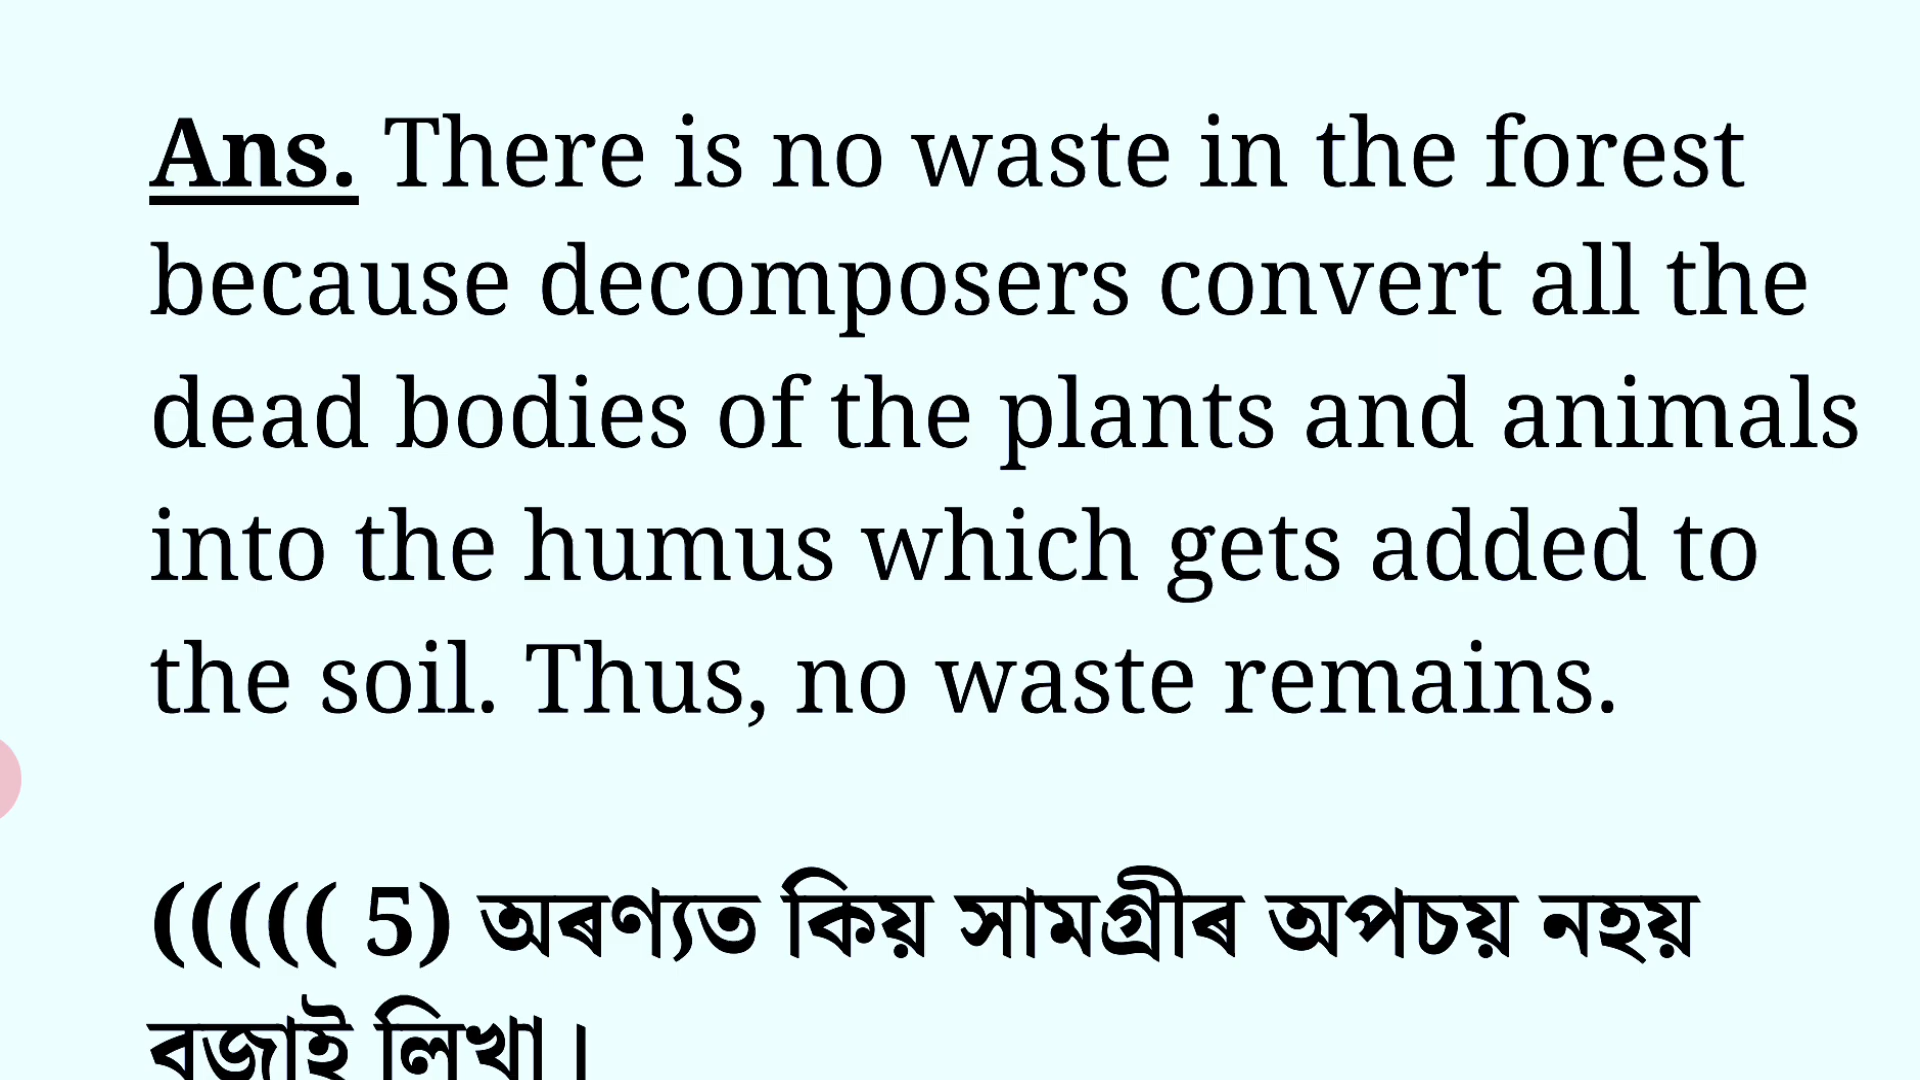 Ans. There is no waste in the forest
because decomposers convert all the
dead bodies of the plants and animals
into the humus which gets added to
the soil. Thus, no waste remains.
((((( 5) অৰণ্যত কিয় সামগ্ৰীৰ অপচয় নহয়
বজাই লিখা।